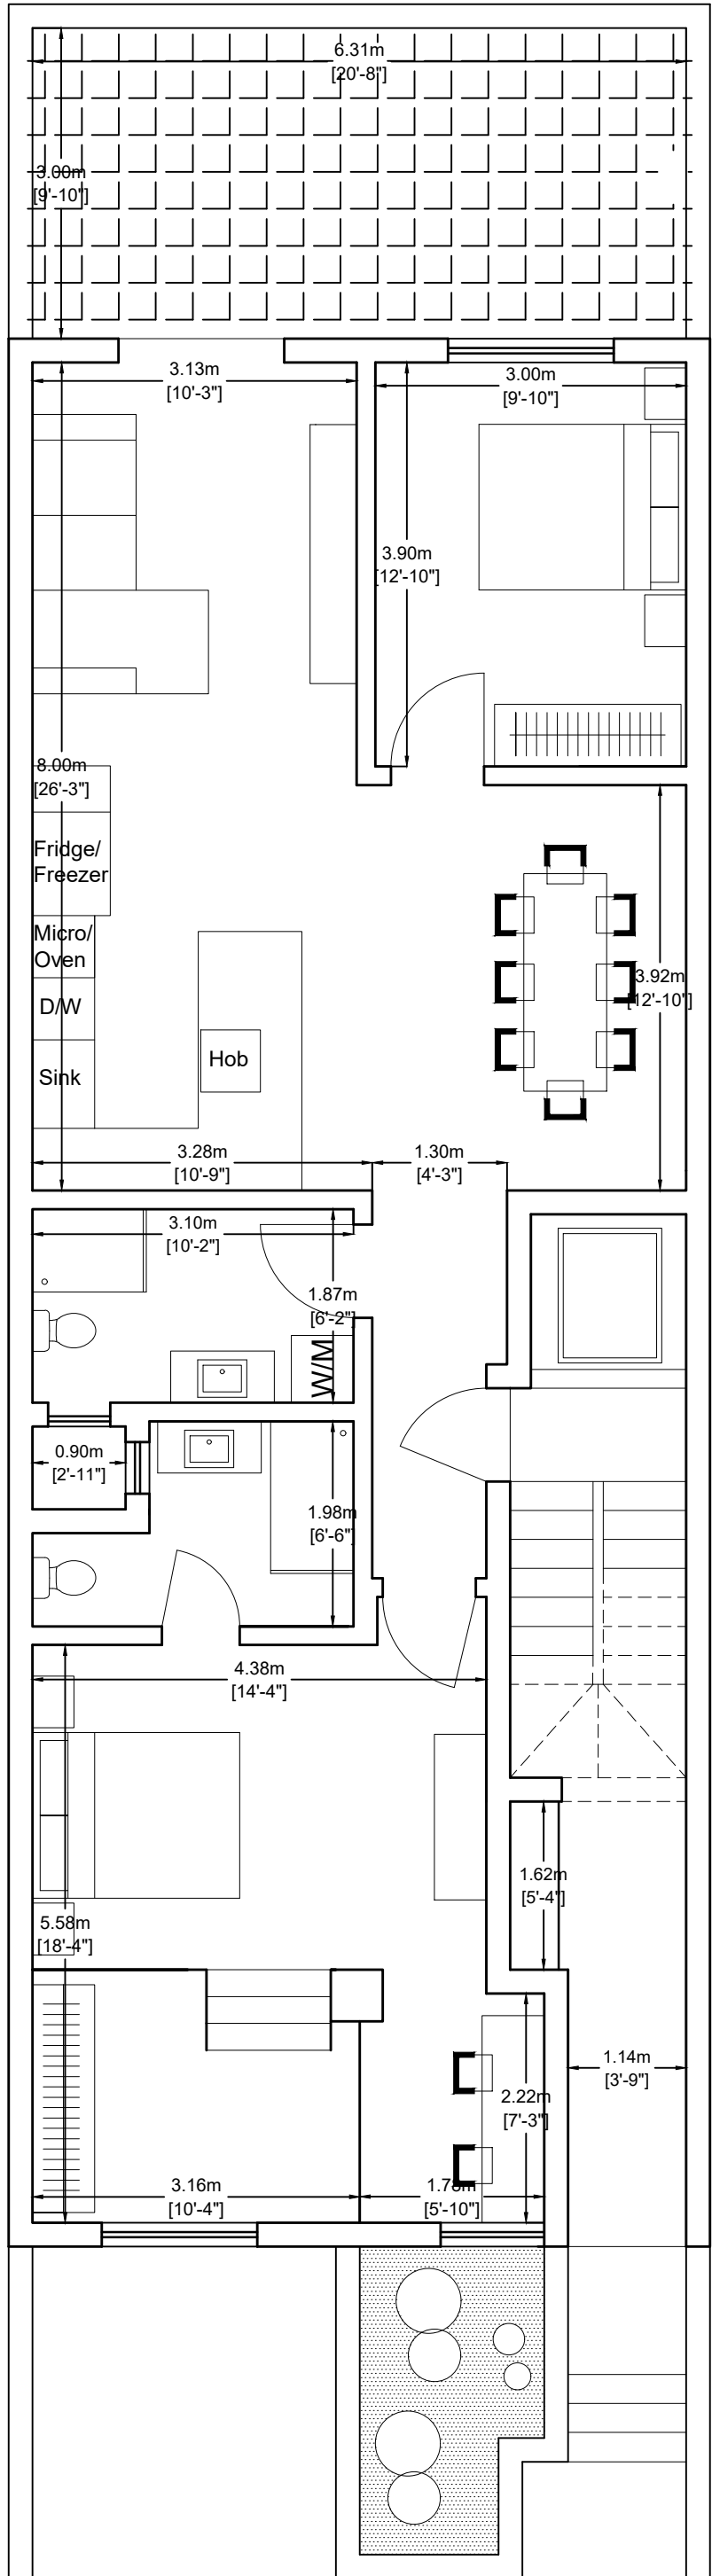 6.31m
[20'-8"]
3.00m
[9'-10"]
3.13m
[10'-3"]
3.00m
[9'-10"]
3.90m
[12'-10"]
8.00m
[26'-3"]
Fridge/
Freezer
Micro/
Oven
D/W
Sink
Hob
3.92m
[12'-10"]
3.28m
[10'-9"]
1.30m
[4'-3"]
3.10m
[10'-2"]
1.87m
[6'-2"]
W/M
0.90m
[2'-11"]
1.98m
[6'-6"]
4.38m
[14'-4"]
1.62m
[5'-4"]
5.58m
[18'-4"]
1.14m
[3'-9"]
2.22m
[7'-3"]
3.16m
[10'-4"]
1.78m
[5'-10"]